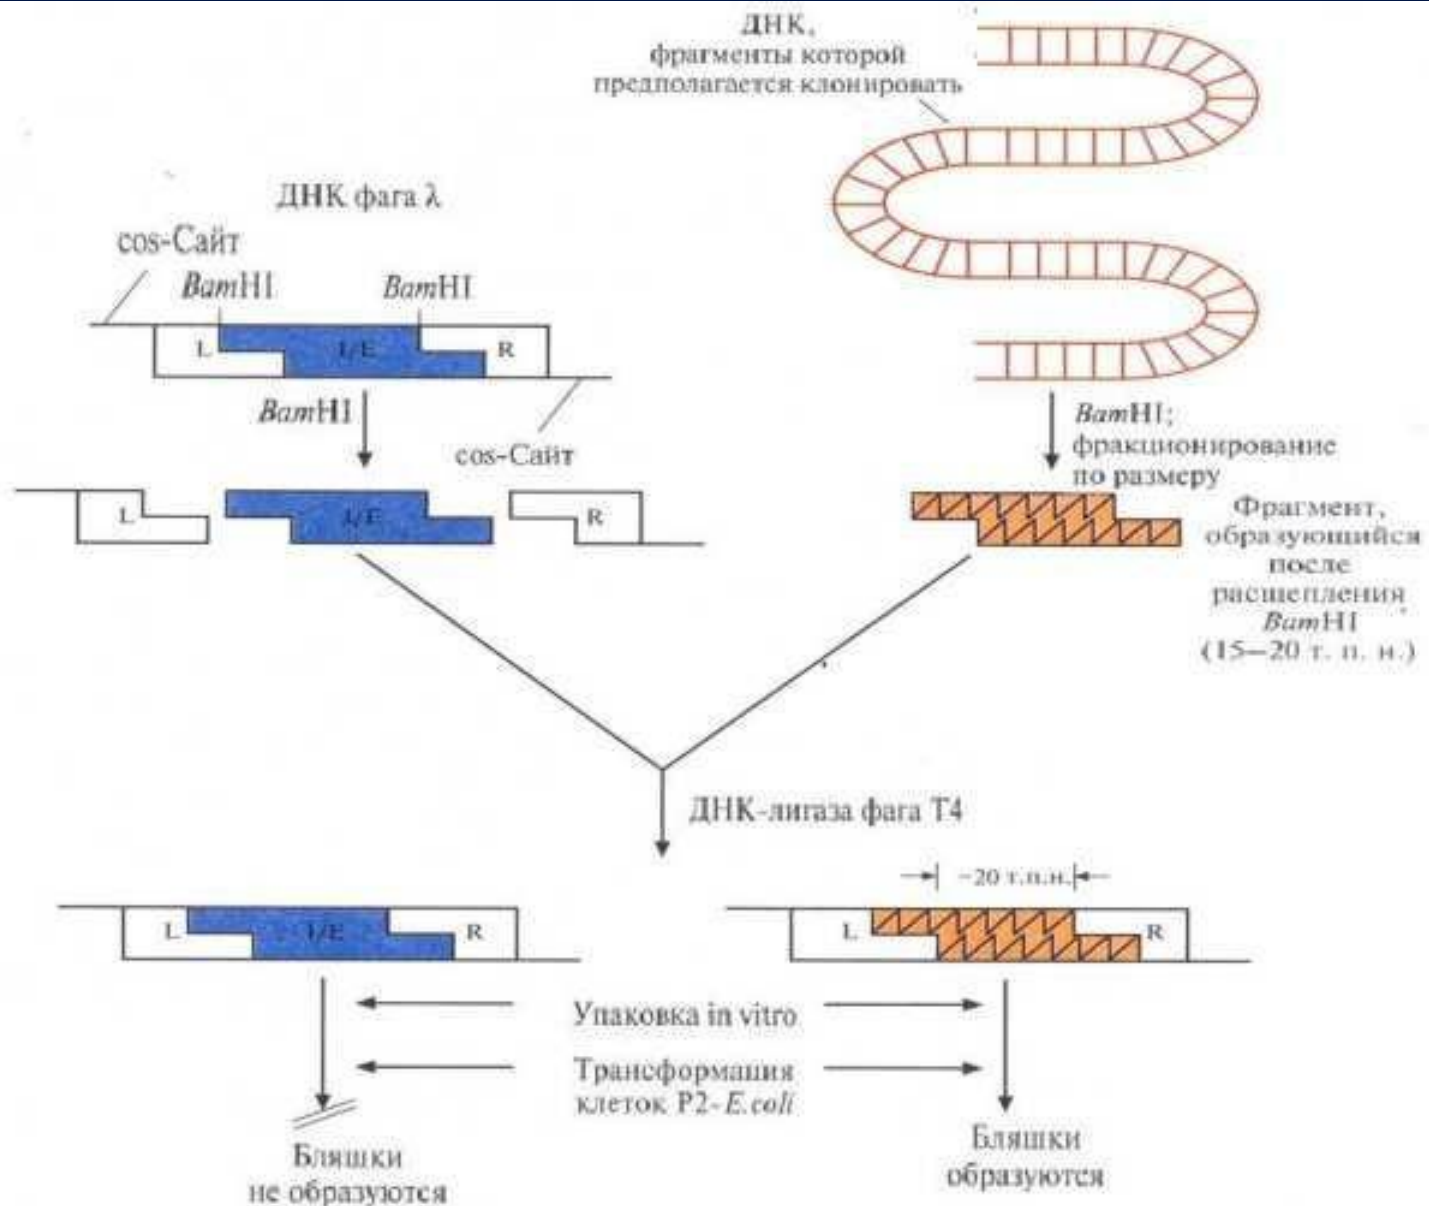 ДНК,
фрагменты которой
предполагается клонировать
ДНК фага λ
cos-Сайт
BamHI
BamHI
L
I/E
R
BamHI
cos-Сайт
BamHI;
фракционирование
по размеру
L
I/E
R
Фрагмент,
образующийся
после
расщепления
BamHI
(15–20 т. п. н.)
ДНК-лигаза фага Т4
~20 т.п.н.
L
I/E
R
L
R
Упаковка in vitro
Трансформация
клеток P2-E.coli
Бляшки
не образуются
Бляшки
образуются